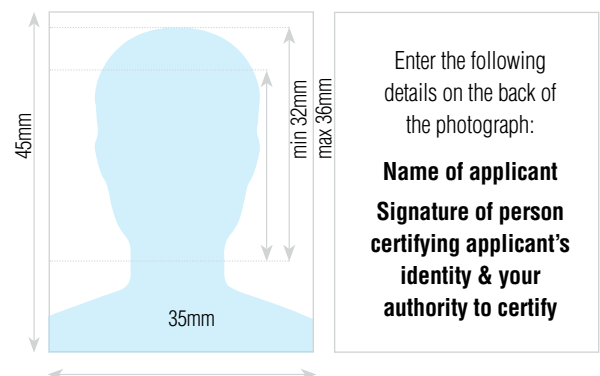 45mm
min 32mm
max 36mm
35mm
Enter the following
details on the back of
the photograph:
Name of applicant
Signature of person
certifying applicant's
identity & your
authority to certify